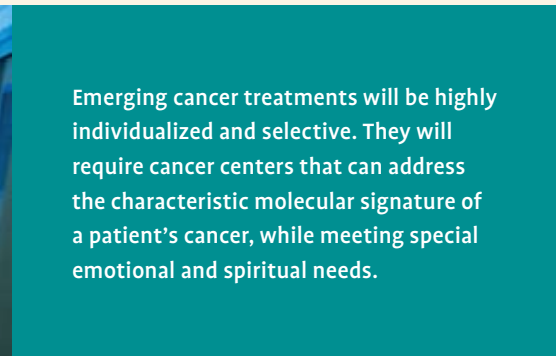 Emerging cancer treatments will be highly
individualized and selective. They will
require cancer centers that can address
the characteristic molecular signature of
a patient’s cancer, while meeting special
emotional and spiritual needs.